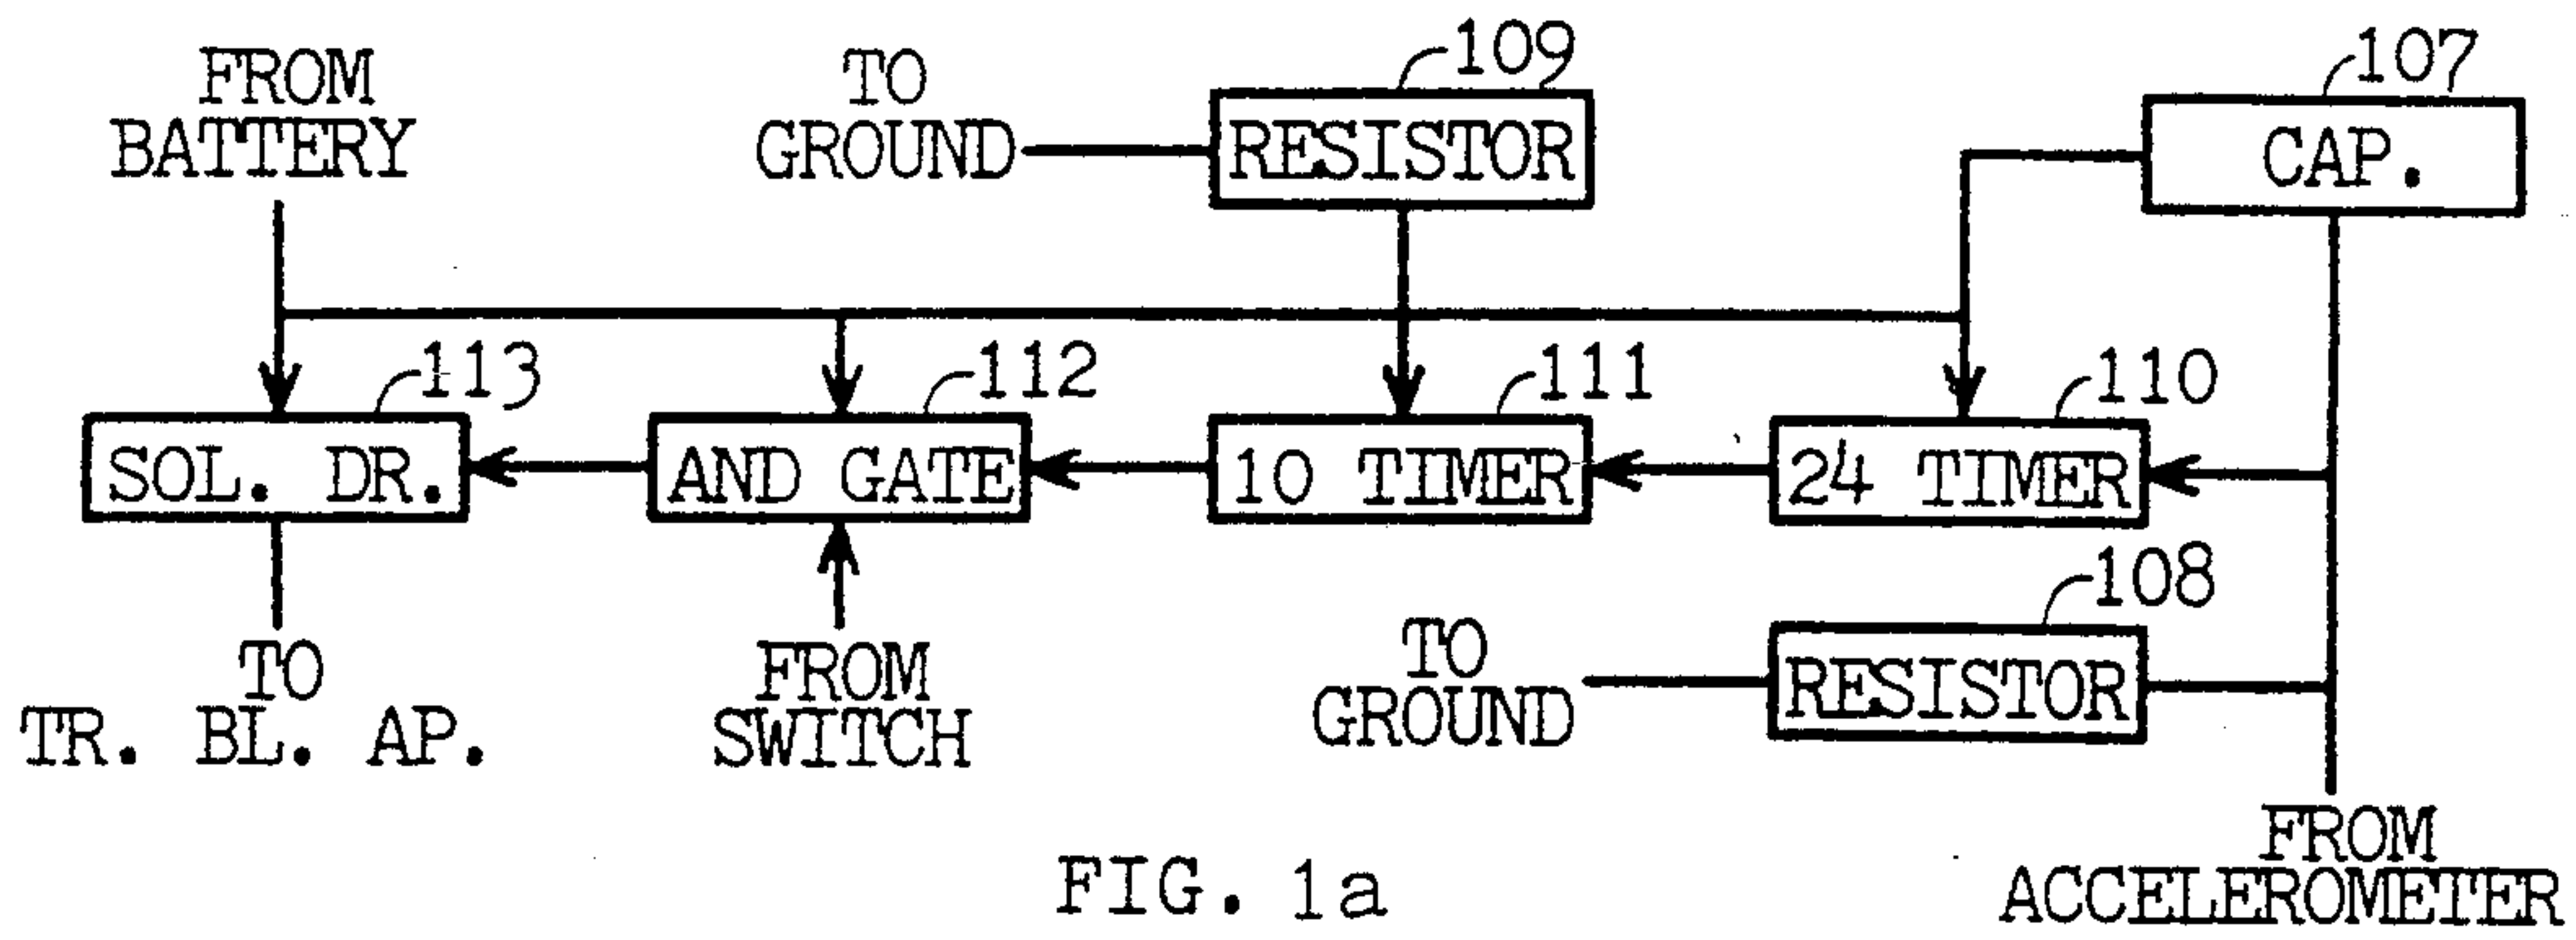 FROM
BATTERY
TO
GROUND
109
RESISTOR
107
CAP.
113
SOL. DR.
112
AND GATE
111
10 TIMER
110
24 TIMER
TO
TR. BL. AP.
FROM
SWITCH
TO
GROUND
108
RESISTOR
FROM
ACCELEROMETER
FIG. 1a